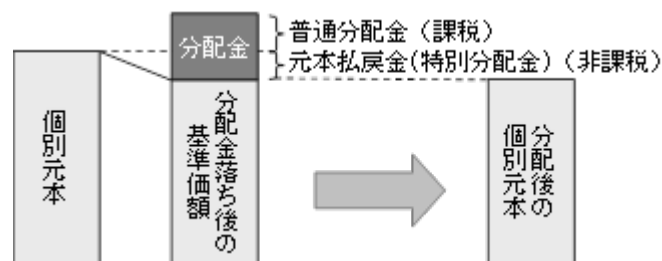 分配金
普通分配金（課税）
元本払戻金(特別分配金)（非課税）
個別元本
分配金落ち後の
基準価額
分配後の
個別元本